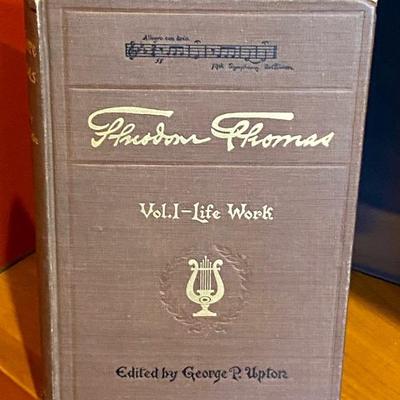 Allegro con brio.
5th Symphony Beethoven
Theodore Thomas
Vol. I – Life Work
Edited by George P. Upton